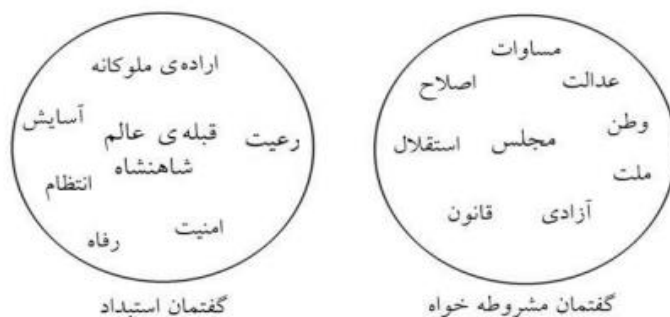 مساوات
عدالت
اصلاح
وطن
مجلس
استقلال
ملت
آزادی
قانون
گفتمان مشروطه خواه
اراده‌ی ملوکانه
آسایش
رعیت
قبله‌ی عالم
شاهنشاه
انتظام
امنیت
رفاه
گفتمان استبداد